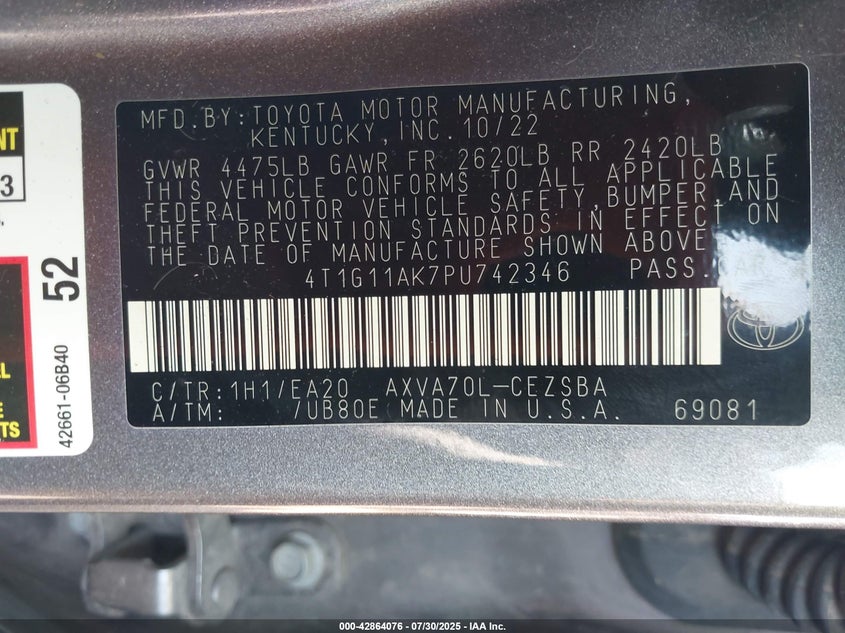 NT
3
52
42661-06B40
L
E
TS
MFD.BY:TOYOTA MOTOR MANUFACTURING,
KENTUCKY,INC.10/22
GVWR 4475LB GAWR FR 2620LB RR 2420LB
THIS VEHICLE CONFORMS TO ALL APPLICABLE
FEDERAL MOTOR VEHICLE SAFETY,BUMPER,AND
THEFT PREVENTION STANDARDS IN EFFECT ON
THE DATE OF MANUFACTURE SHOWN ABOVE.
4T1G11AK7PU742346 PASS.
C/TR:1H1/EA20 AXVA70L-CEZSBA
A/TM: /UB80E MADE IN U.S.A. 69081
000-42864076 - 07/30/2025 - IAA Inc.